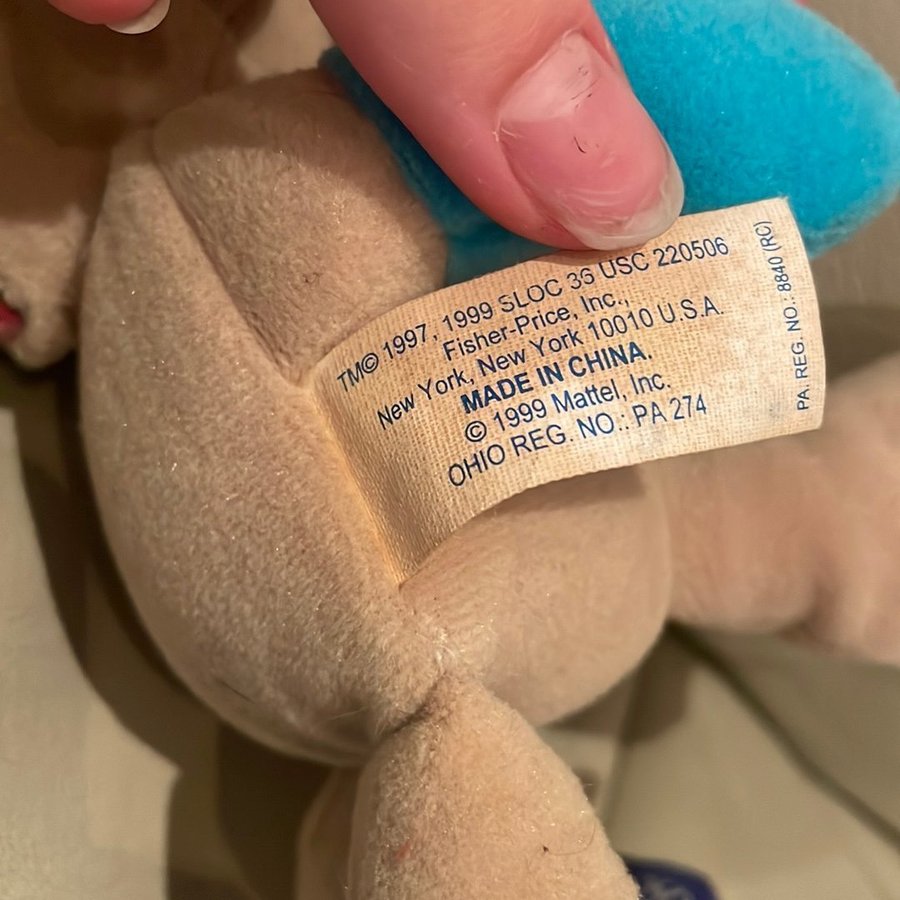 TM© 1997, 1999 SLOC 36 USC 220506
Fisher-Price, Inc.,
New York, New York 10010 U.S.A.
MADE IN CHINA.
© 1999 Mattel, Inc.
OHIO REG. NO.: PA 274
PA. REG. NO.: 8840 (RC)